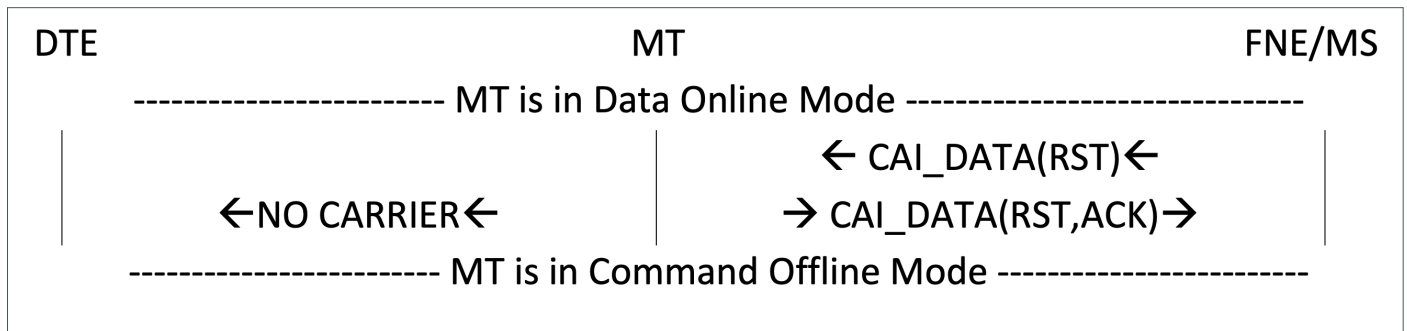 DTE MT FNE/MS
------------------------- MT is in Data Online Mode --------------------------------
← CAI_DATA(RST)←
←NO CARRIER← → CAI_DATA(RST,ACK)→
------------------------- MT is in Command Offline Mode -------------------------